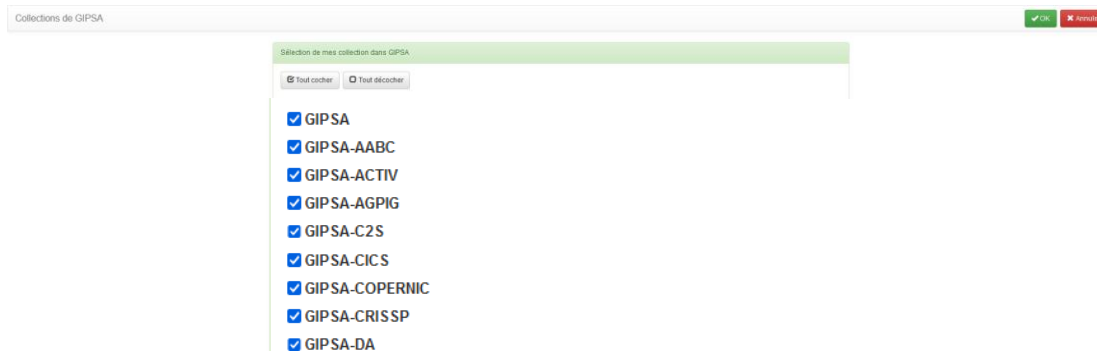 Collections de GIPSA
OK Annule
Sélection de mes collection dans GIPSA
Tout cocher Tout décocher
GIPSA
GIPSA-AABC
GIPSA-ACTIV
GIPSA-AGPIG
GIPSA-C2S
GIPSA-CICS
GIPSA-COPERNIC
GIPSA-CRISSP
GIPSA-DA